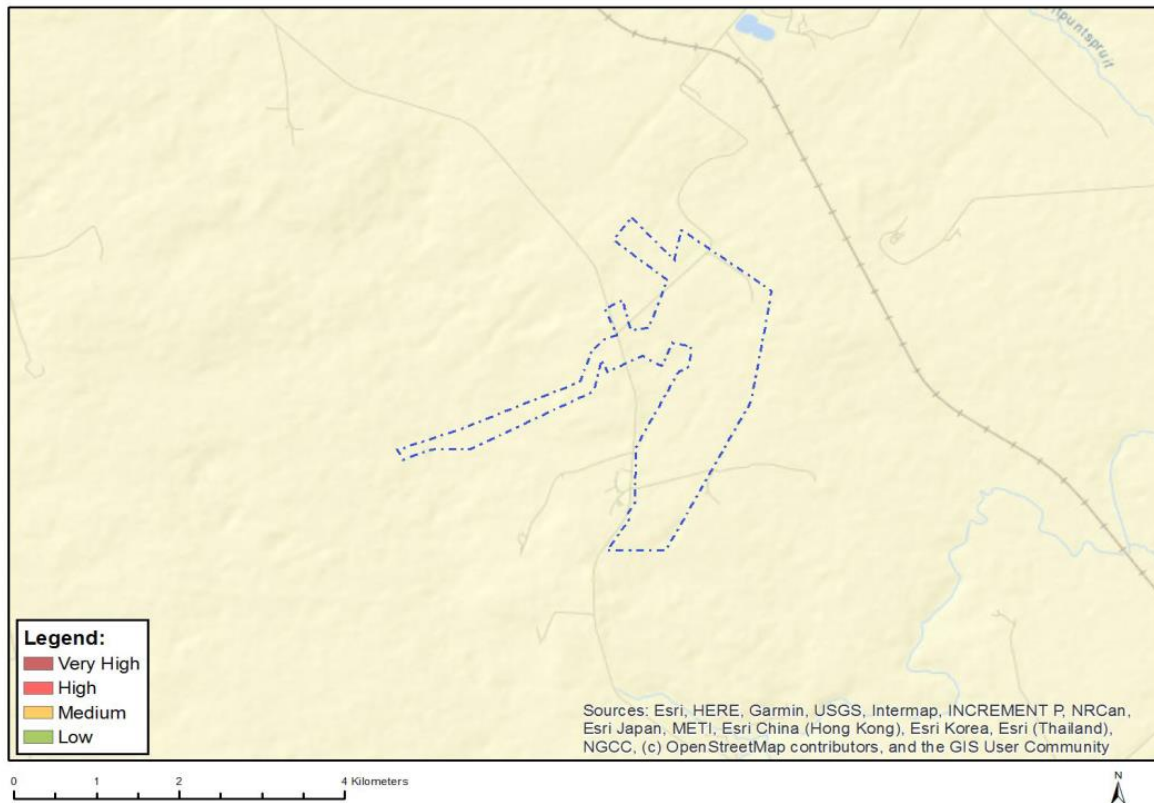 Legend:
Very High
High
Medium
Low
Sources: Esri, HERE, Garmin, USGS, Intermap, INCREMENT P, NRCan,
Esri Japan, METI, Esri China (Hong Kong), Esri Korea, Esri (Thailand),
NGCC, (c) OpenStreetMap contributors, and the GIS User Community
0 1 2 4 Kilometers
N